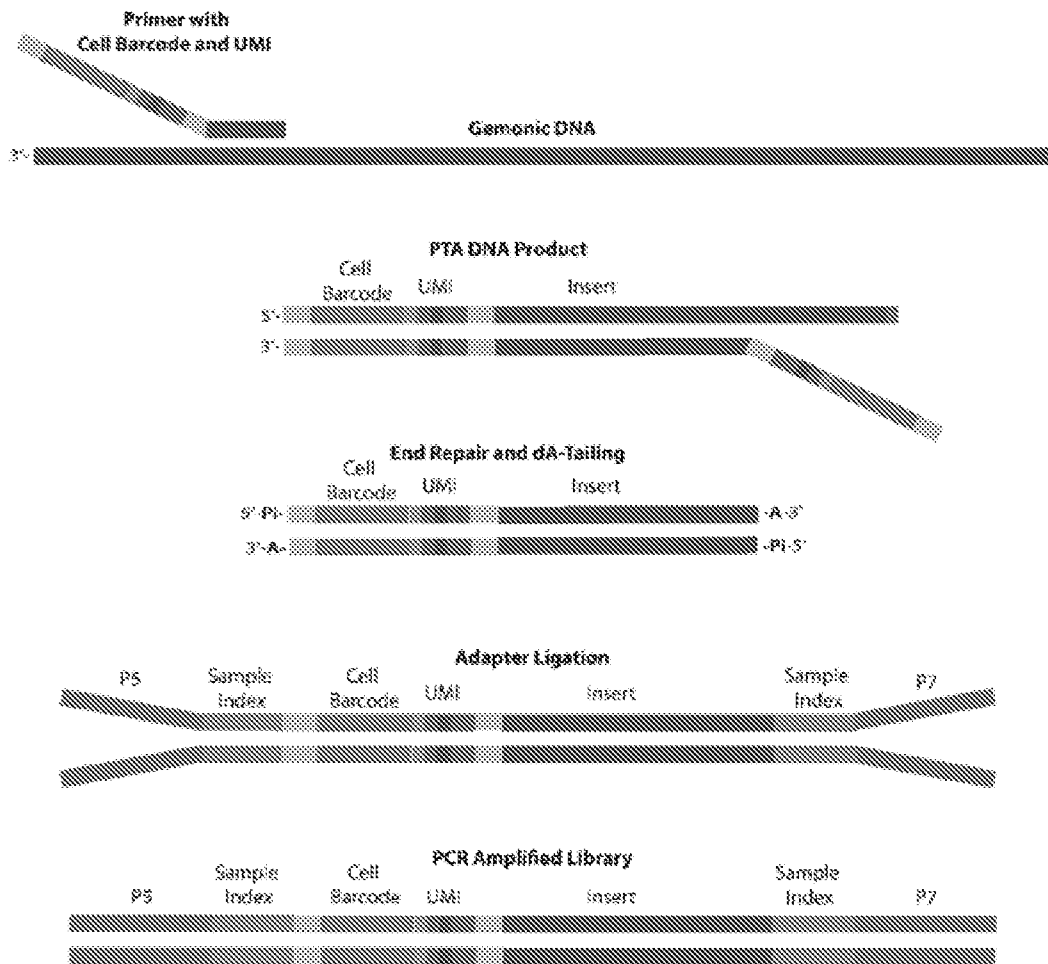 Primer with
Cell Barcode and UMI
Gemonic DNA
3'-
PTA DNA Product
Cell
Barcode
UMI
Insert
5'-
3'-
End Repair and dA-Tailing
Cell
Barcode
UMI
Insert
5'-Pi-
-A-3'
3'-A-
-Pi-5'
Adapter Ligation
P5
Sample
Index
Cell
Barcode
UMI
Insert
Sample
Index
P7
PCR Amplified Library
P5
Sample
Index
Cell
Barcode
UMI
Insert
Sample
Index
P7